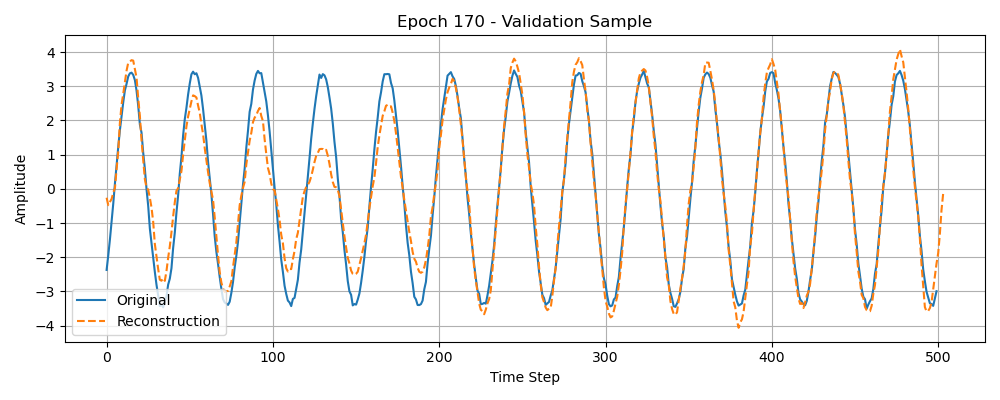 Epoch 170 - Validation Sample
4
3
2
1
0
−1
−2
−3
−4
Amplitude
Original
Reconstruction
0 100 200 300 400 500
Time Step